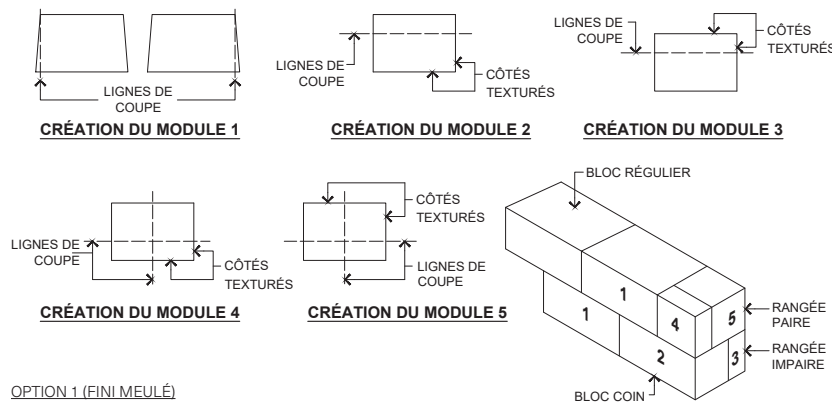 LIGNES DE
COUPE
CRÉATION DU MODULE 1
LIGNES DE
COUPE
CÔTÉS
TEXTURÉS
CRÉATION DU MODULE 2
LIGNES DE
COUPE
CÔTÉS
TEXTURÉS
CRÉATION DU MODULE 3
LIGNES DE
COUPE
CÔTÉS
TEXTURÉS
CRÉATION DU MODULE 4
CÔTÉS
TEXTURÉS
LIGNES DE
COUPE
CRÉATION DU MODULE 5
BLOC RÉGULIER
1
4
5
RANGÉE
PAIRE
1
2
3
RANGÉE
IMPAIRE
BLOC COIN
OPTION 1 (FINI MEULÉ)